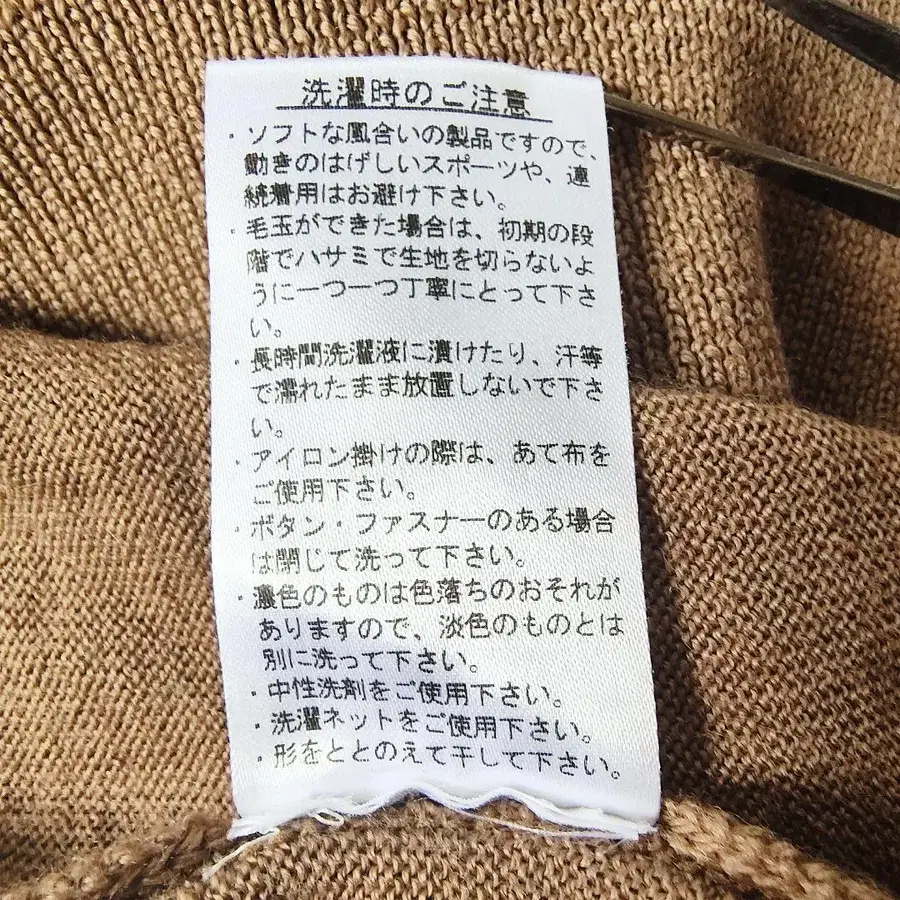 洗濯時のご注意
・ソフトな風合いの製品ですので、
動きのはげしいスポーツや、連
続着用はお避け下さい。
・毛玉ができた場合は、初期の段
階でハサミで生地を切らないよ
うに一つ一つ丁寧にとって下さ
い。
・長時間洗濯液に漬けたり、汗等
で濡れたまま放置しないで下さ
い。
・アイロン掛けの際は、あて布を
ご使用下さい。
・ボタン・ファスナーのある場合
は閉じて洗って下さい。
・濃色のものは色落ちのおそれが
ありますので、淡色のものとは
別に洗って下さい。
・中性洗剤をご使用下さい。
・洗濯ネットをご使用下さい。
・形をととのえて干して下さい。